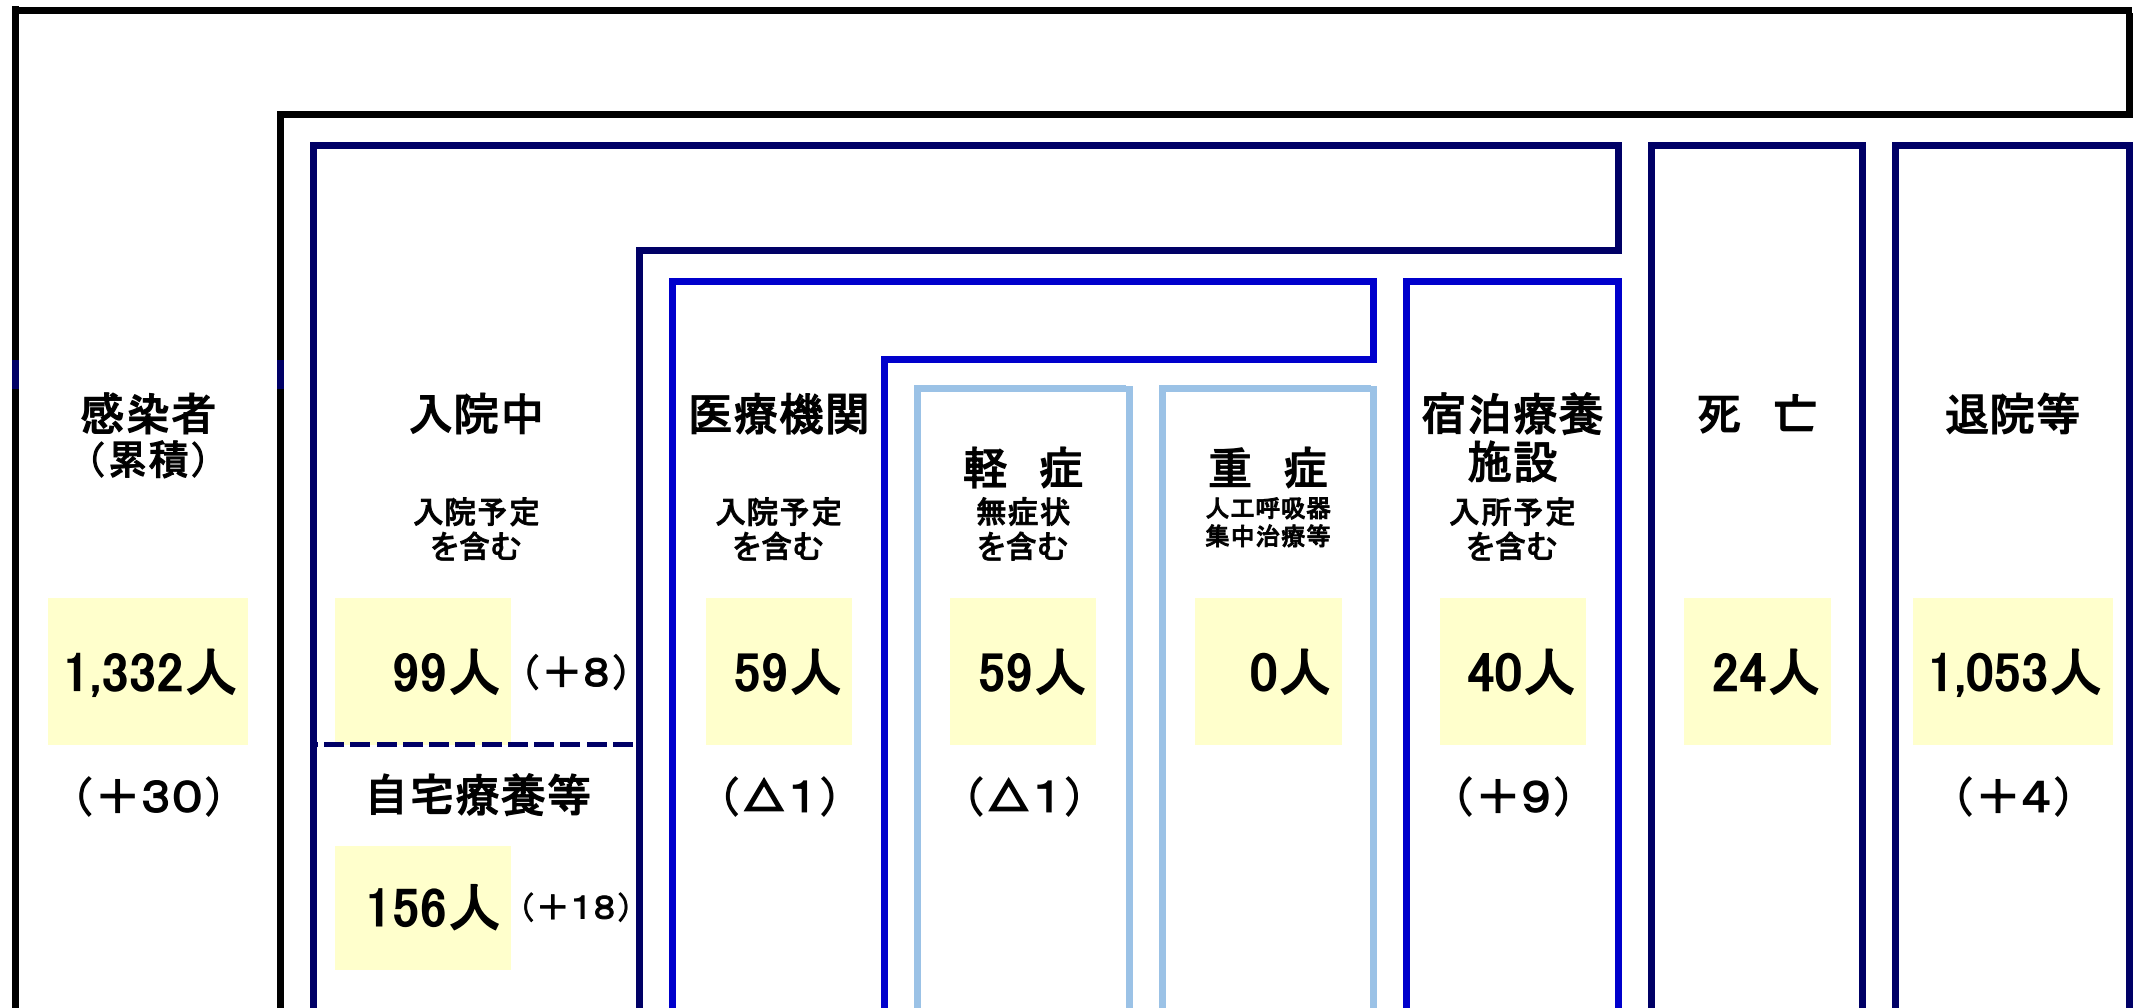 感染者
（累積）
1,332人
（＋30）
入院中
入院予定
を含む
99人（＋8）
自宅療養等
156人（＋18）
医療機関
入院予定
を含む
59人
（△1）
軽　症
無症状
を含む
59人
（△1）
重　症
人工呼吸器
集中治療等
0人
宿泊療養
施設
入所予定
を含む
40人
（＋9）
死　亡
24人
退院等
1,053人
（＋4）